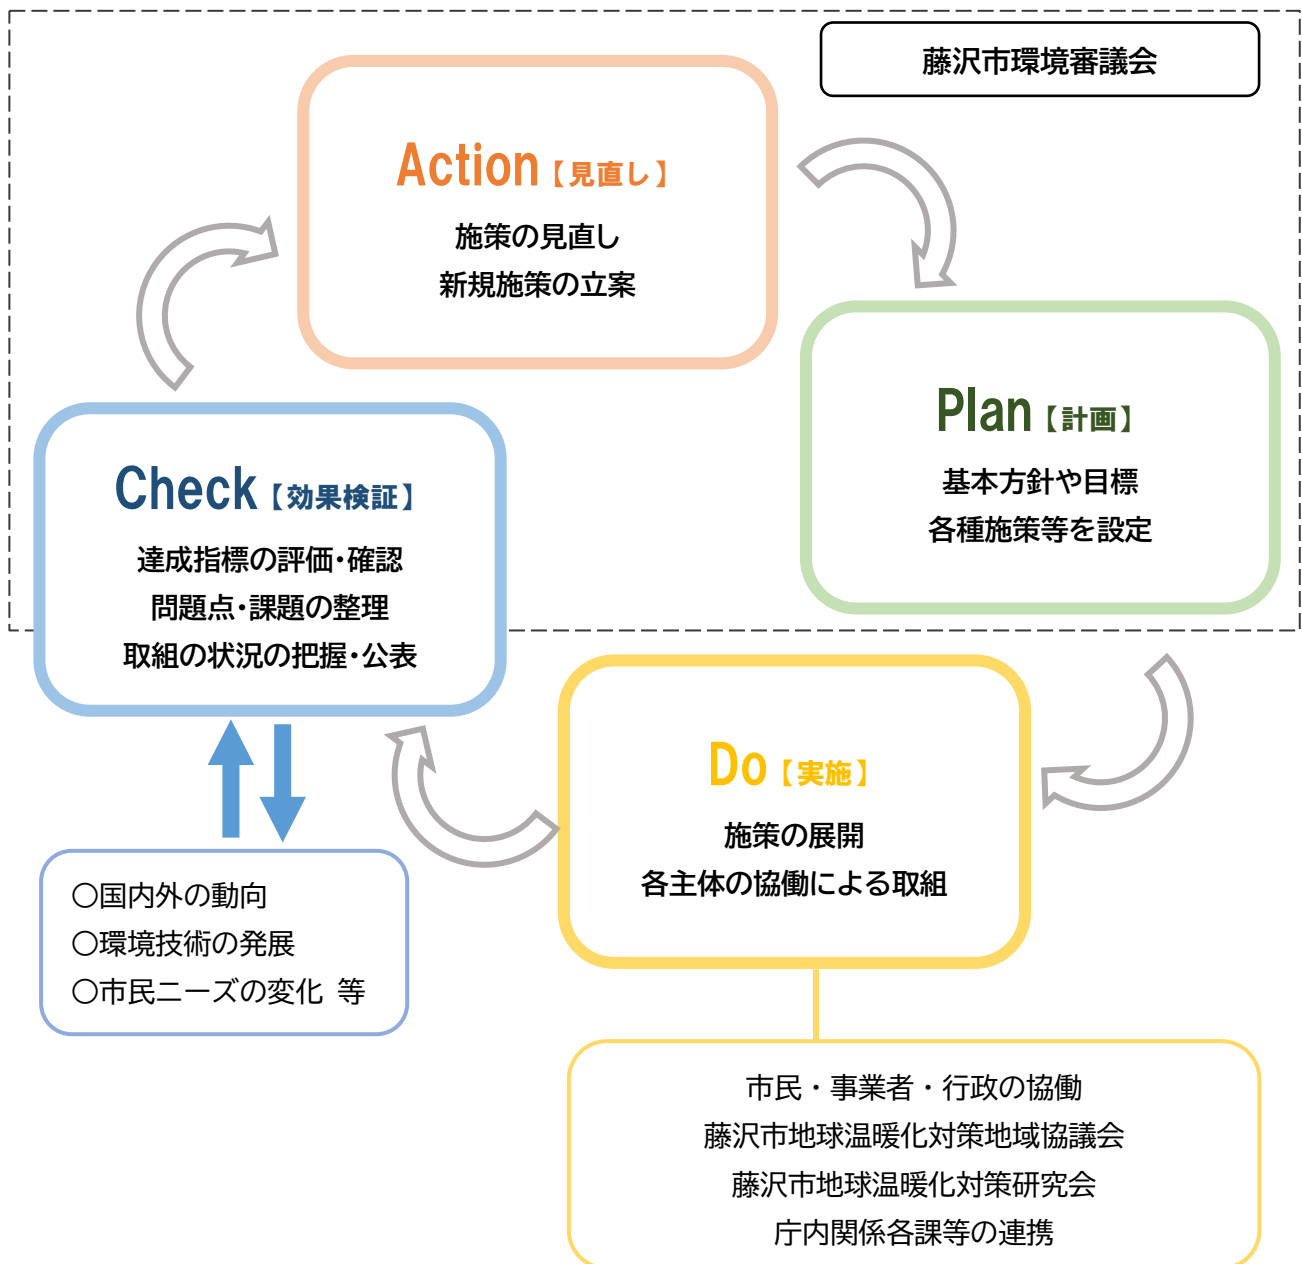 藤沢市環境審議会
Action【見直し】
施策の見直し
新規施策の立案
Plan【計画】
基本方針や目標
各種施策等を設定
Check【効果検証】
達成指標の評価・確認
問題点・課題の整理
取組の状況の把握・公表
Do【実施】
施策の展開
各主体の協働による取組
〇国内外の動向
〇環境技術の発展
〇市民ニーズの変化 等
市民・事業者・行政の協働
藤沢市地球温暖化対策地域協議会
藤沢市地球温暖化対策研究会
庁内関係各課等の連携